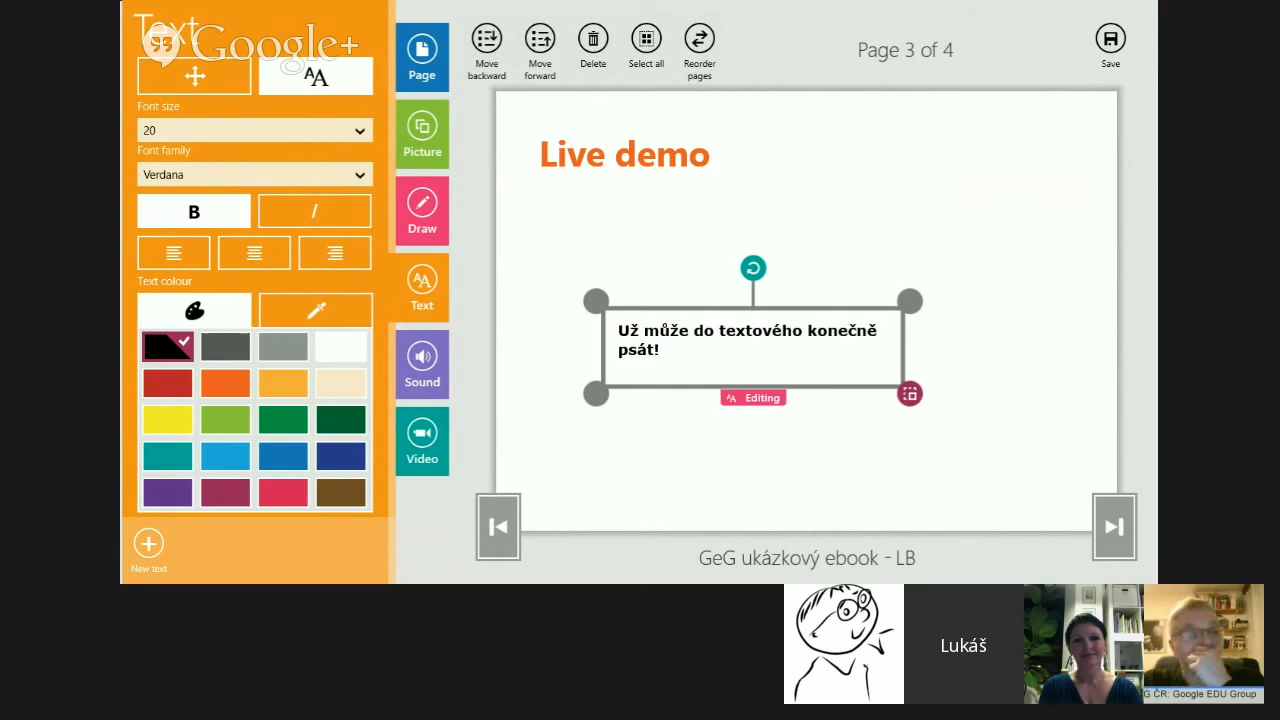 Text
Google+
Font size
20
Font family
Verdana
B
I
Text colour
New text
Page
Picture
Draw
Text
Sound
Video
Move backward
Move forward
Delete
Select all
Reorder pages
Page 3 of 4
Save
Live demo
Už může do textového konečně
psát!
Editing
GeG ukázkový ebook - LB
Lukáš
G ČR: Google EDU Group